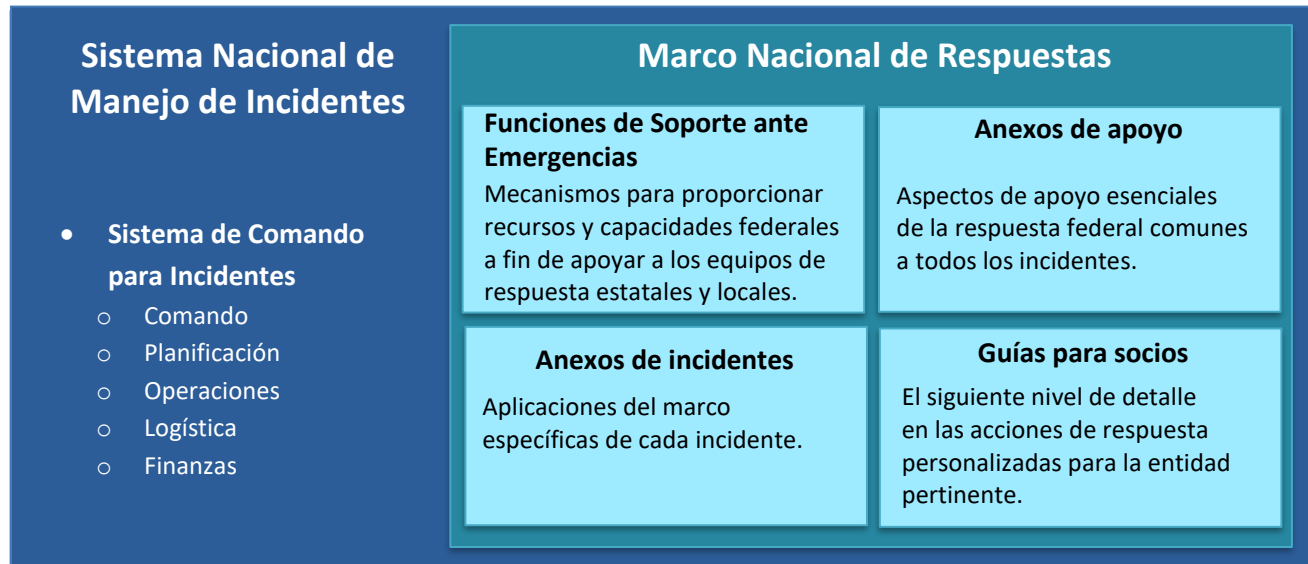 Sistema Nacional de
Manejo de Incidentes
• Sistema de Comando
para Incidentes
o Comando
o Planificación
o Operaciones
o Logística
o Finanzas
Marco Nacional de Respuestas
Funciones de Soporte ante
Emergencias
Mecanismos para proporcionar
recursos y capacidades federales
a fin de apoyar a los equipos de
respuesta estatales y locales.
Anexos de apoyo
Aspectos de apoyo esenciales
de la respuesta federal comunes
a todos los incidentes.
Anexos de incidentes
Aplicaciones del marco
específicas de cada incidente.
Guías para socios
El siguiente nivel de detalle
en las acciones de respuesta
personalizadas para la entidad
pertinente.